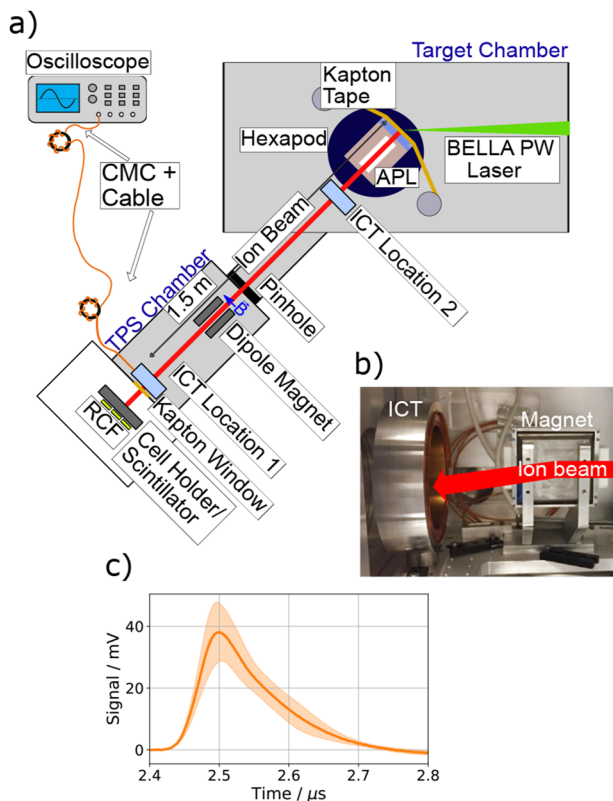 a)
Oscilloscope
Target Chamber
Kapton
Tape
Hexapod
BELLA PW
Laser
APL
CMC +
Cable
Ion Beam
ICT Location 2
TPS Chamber
1.5 m
B
Pinhole
Dipole Magnet
ICT Location 1
Kapton Window
RCF
Cell Holder/
Scintillator
b)
ICT
Magnet
Ion beam
c)
Signal / mV
40
20
0
2.4
2.5
2.6
2.7
2.8
Time / μs